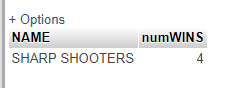 + Options
NAME numWINS
SHARP SHOOTERS 4